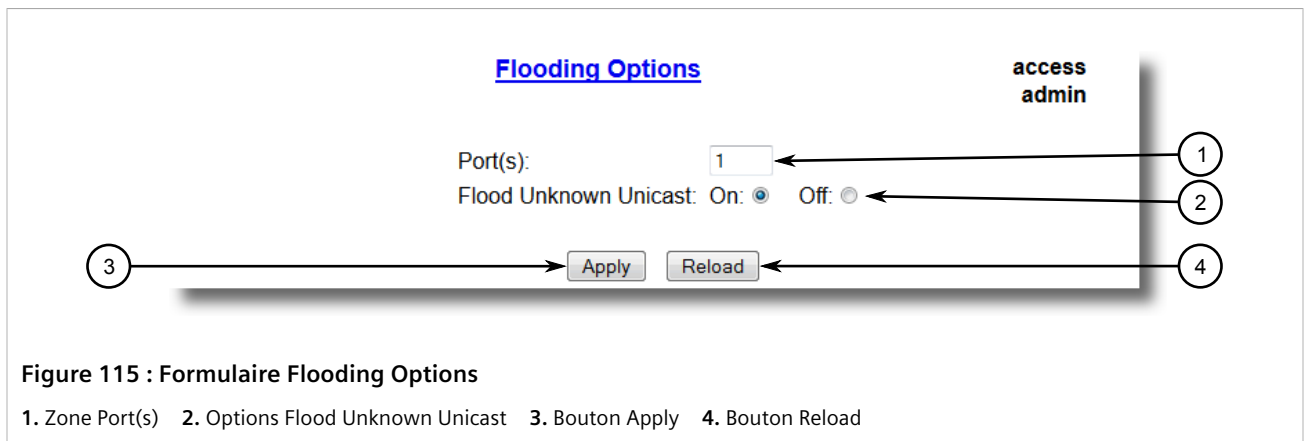 Flooding Options
access
admin
Port(s): 1
1
Flood Unknown Unicast: On: Off:
2
3
Apply Reload
4
Figure 115 : Formulaire Flooding Options
1. Zone Port(s) 2. Options Flood Unknown Unicast 3. Bouton Apply 4. Bouton Reload